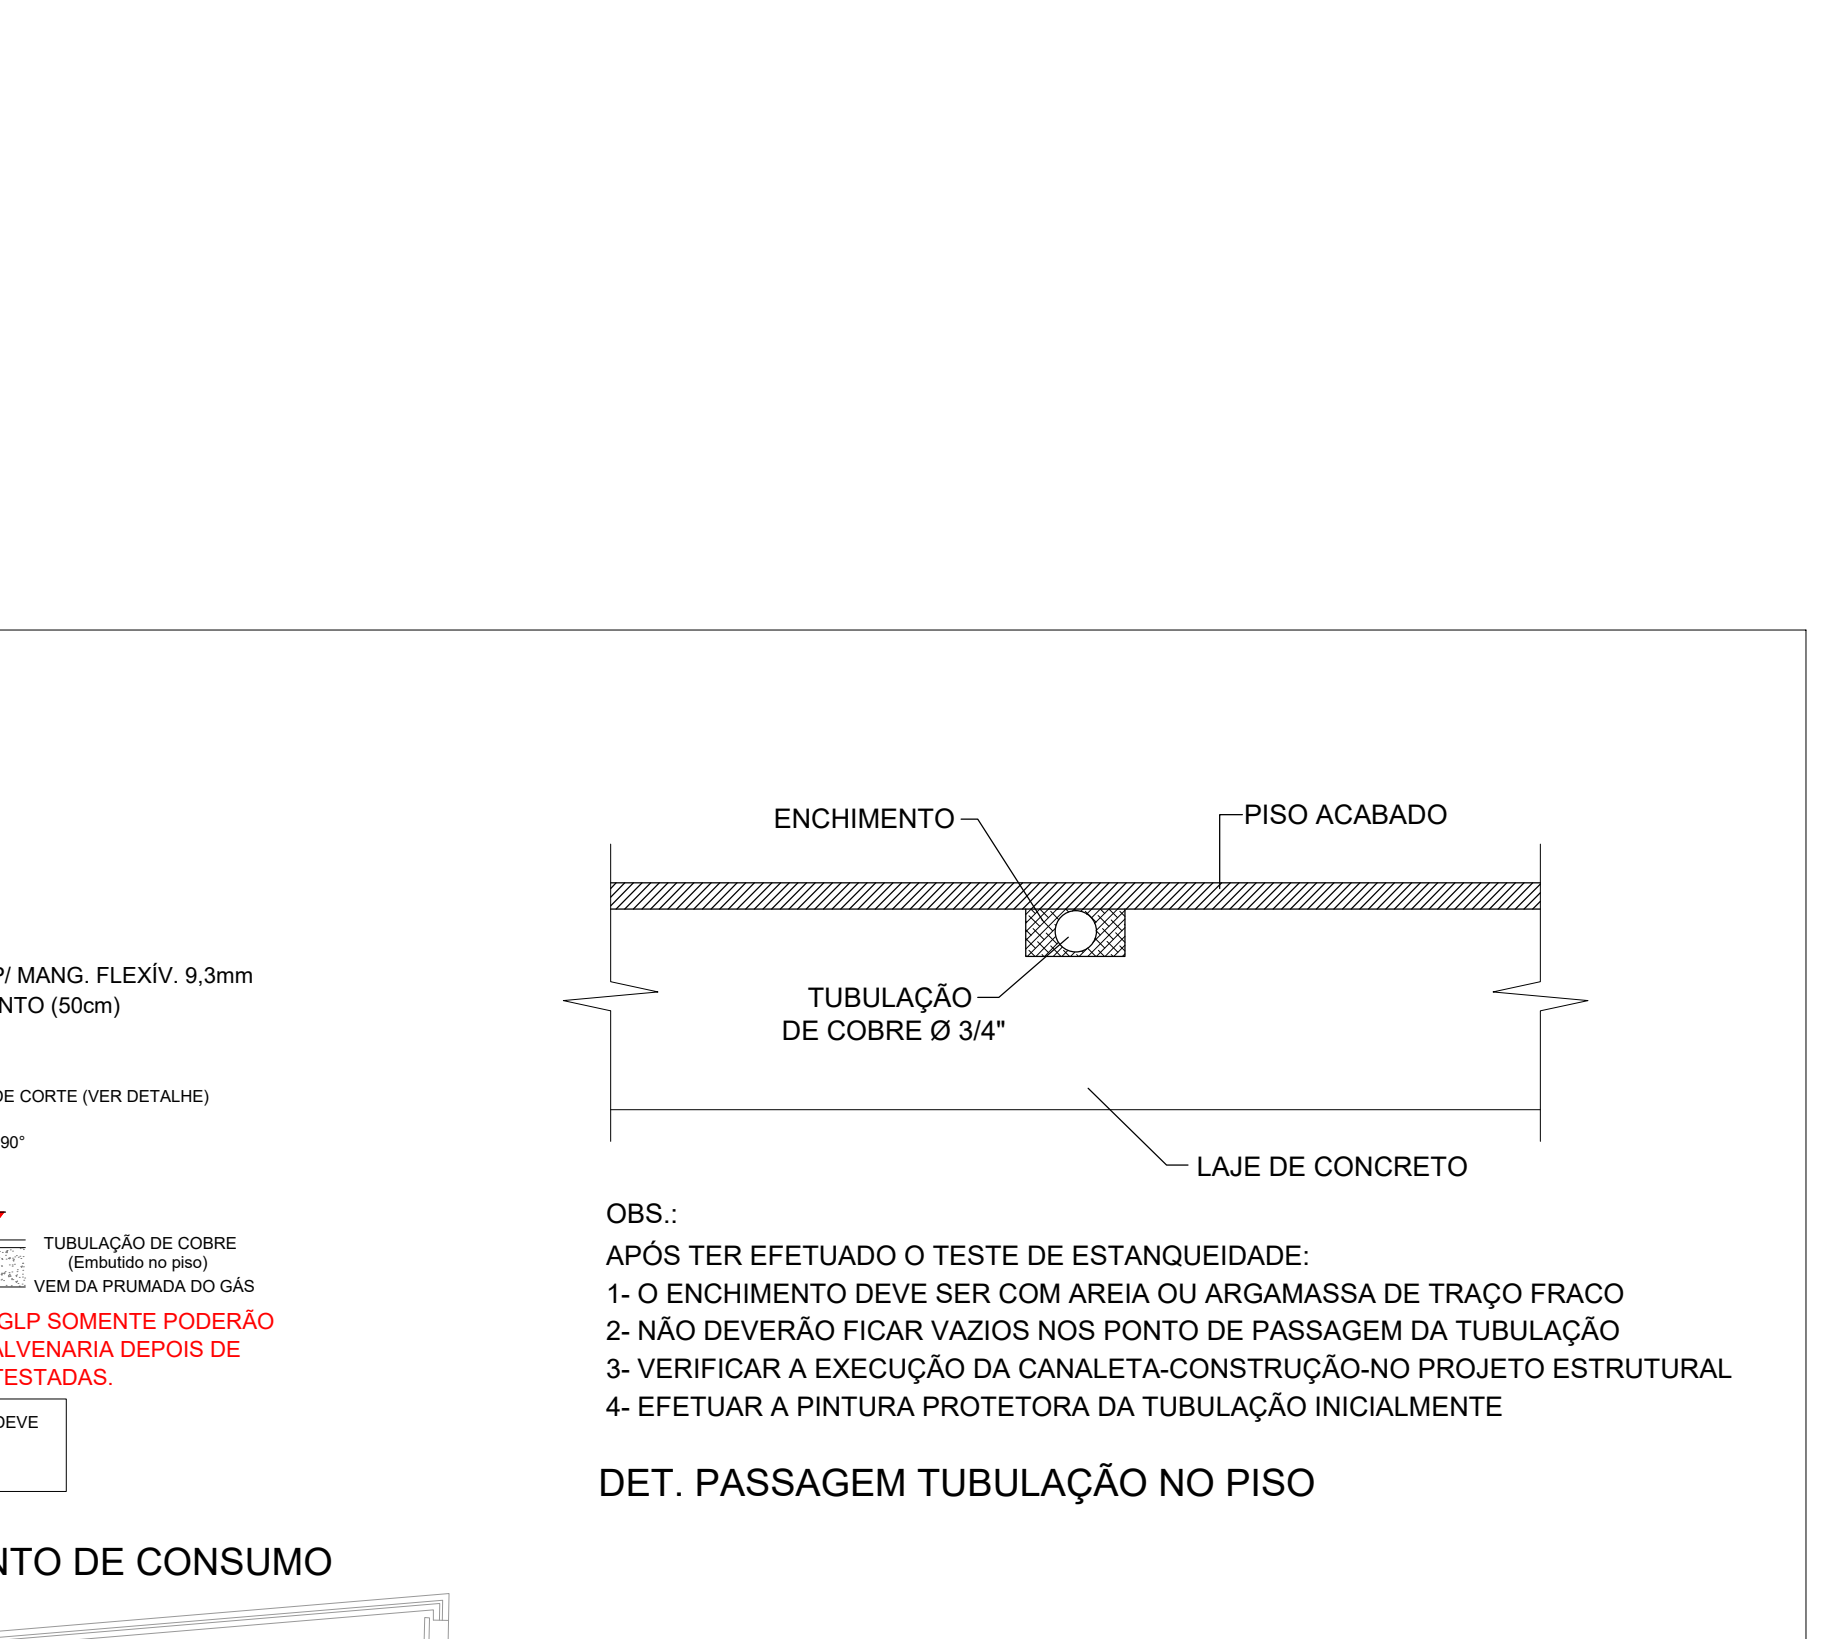 P/ MANG. FLEXÍV. 9,3mm
NTO (50cm)
DE CORTE (VER DETALHE)
90°
TUBULAÇÃO DE COBRE
(Embutido no piso)
VEM DA PRUMADA DO GÁS
GLP SOMENTE PODERÃO
ALVENARIA DEPOIS DE
TESTADAS.
DEVE
NTO DE CONSUMO
ENCHIMENTO
PISO ACABADO
TUBULAÇÃO
DE COBRE Ø 3/4"
LAJE DE CONCRETO
OBS.:
APÓS TER EFETUADO O TESTE DE ESTANQUEIDADE:
1- O ENCHIMENTO DEVE SER COM AREIA OU ARGAMASSA DE TRAÇO FRACO
2- NÃO DEVERÃO FICAR VAZIOS NOS PONTO DE PASSAGEM DA TUBULAÇÃO
3- VERIFICAR A EXECUÇÃO DA CANALETA-CONSTRUÇÃO-NO PROJETO ESTRUTURAL
4- EFETUAR A PINTURA PROTETORA DA TUBULAÇÃO INICIALMENTE
DET. PASSAGEM TUBULAÇÃO NO PISO